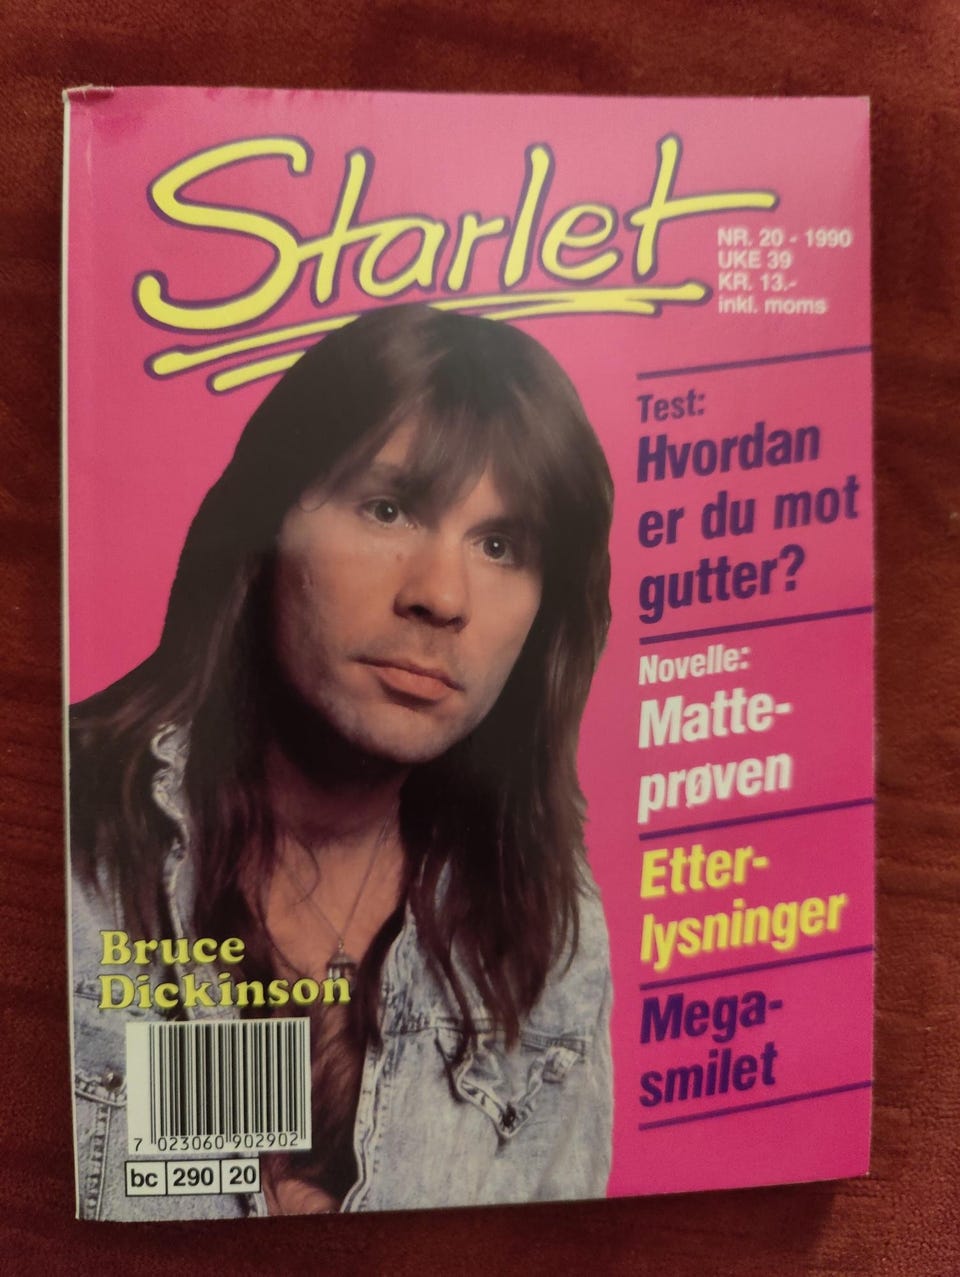 Starlet
NR. 20 - 1990
UKE 39
KR. 13.-
inkl. moms
Test:
Hvordan
er du mot
gutter?
Novelle:
Matte-
prøven
Etter-
lysninger
Mega-
smilet
Bruce
Dickinson
7 023060 902902
bc 290 20